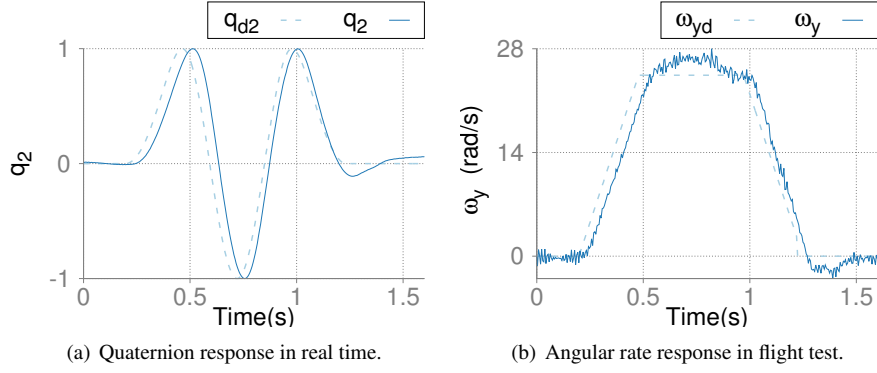 q_d2 q_2
1
0
-1
q_2
0 0.5 1 1.5
Time(s)
(a) Quaternion response in real time.
ω_yd ω_y
28
14
0
ω_y (rad/s)
0 0.5 1 1.5
Time(s)
(b) Angular rate response in flight test.